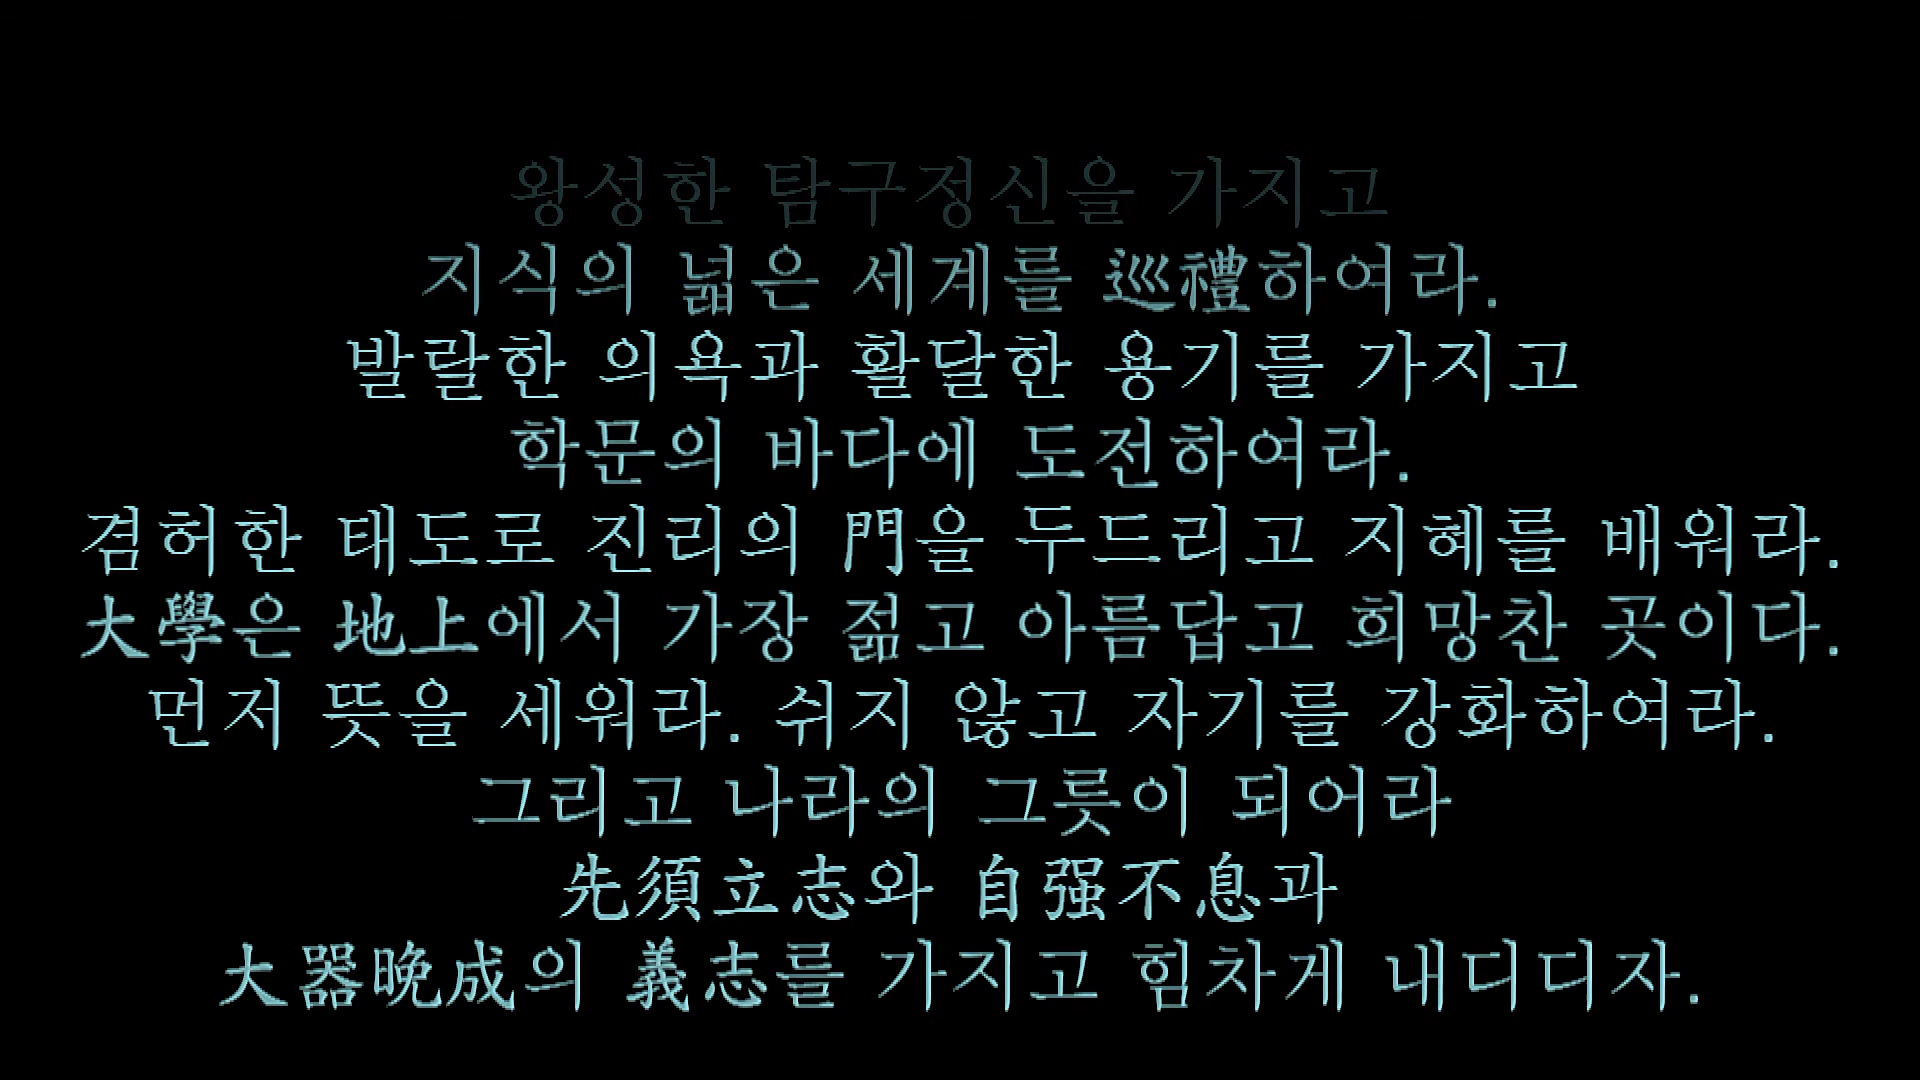 왕성한 탐구정신을 가지고
지식의 넓은 세계를 巡禮하여라.
발랄한 의욕과 활달한 용기를 가지고
학문의 바다에 도전하여라.
겸허한 태도로 진리의 門을 두드리고 지혜를 배워라.
大學은 地上에서 가장 젊고 아름답고 희망찬 곳이다.
먼저 뜻을 세워라. 쉬지 않고 자기를 강화하여라.
그리고 나라의 그릇이 되어라
先須立志와 自强不息과
大器晩成의 義志를 가지고 힘차게 내디디자.